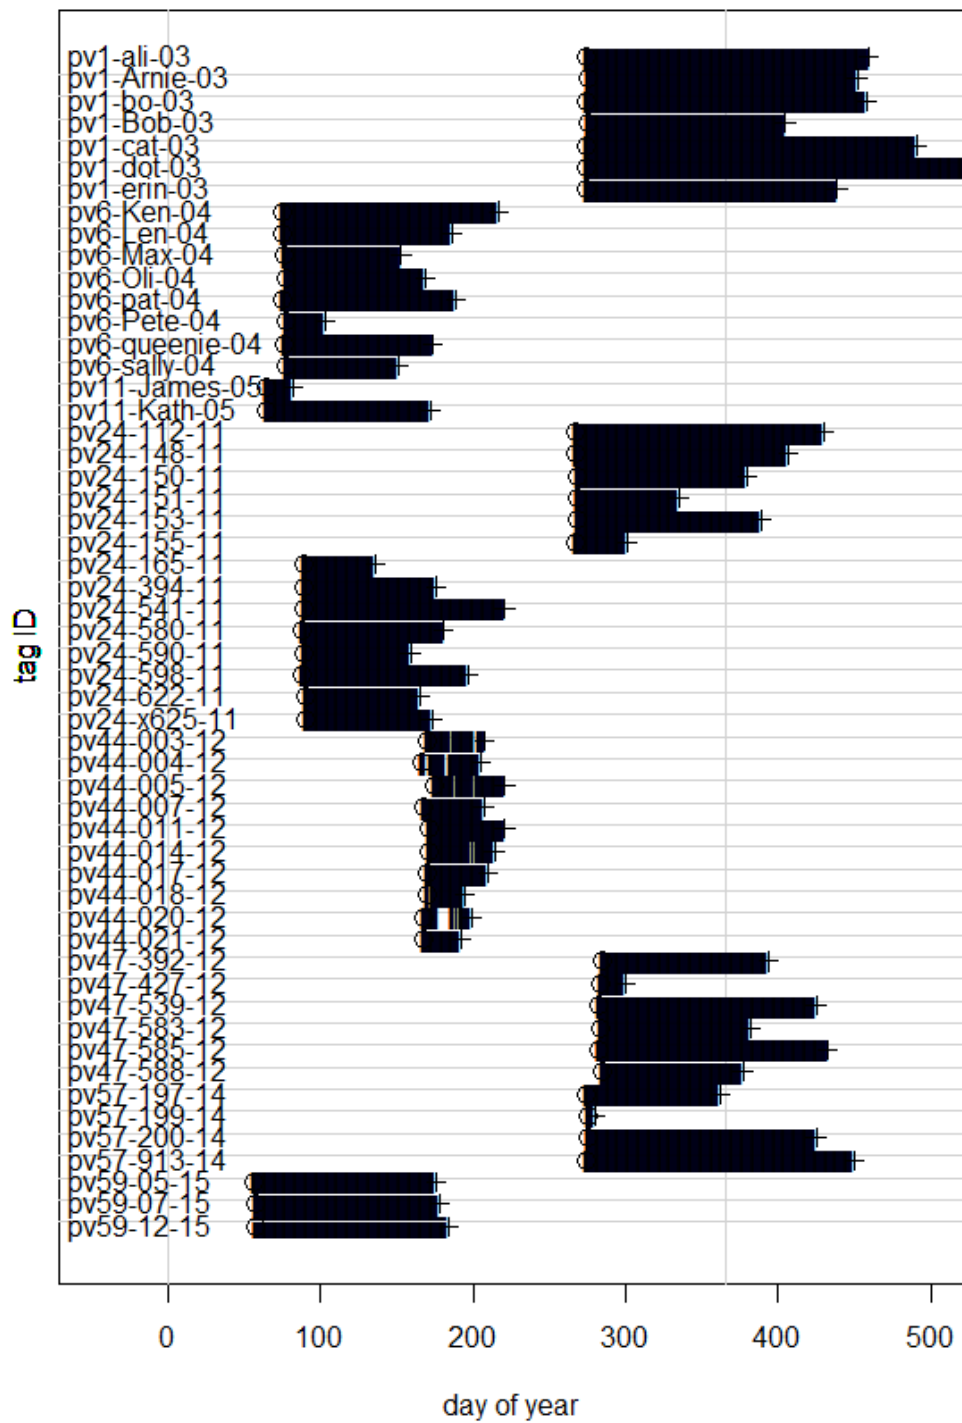 pv1-ali-03
pv1-Arnie-03
pv1-bo-03
pv1-Bob-03
pv1-cat-03
pv1-dot-03
pv1-erin-03
pv6-Ken-04
pv6-Len-04
pv6-Max-04
pv6-Oli-04
pv6-pat-04
pv6-Pete-04
pv6-queenie-04
pv6-sally-04
pv11-James-05
pv11-Kath-05
pv24-112-11
pv24-148-11
pv24-150-11
pv24-151-11
pv24-153-11
pv24-155-11
pv24-165-11
pv24-394-11
pv24-541-11
pv24-580-11
pv24-590-11
pv24-598-11
pv24-622-11
pv24-x625-11
pv44-003-12
pv44-004-12
pv44-005-12
pv44-007-12
pv44-011-12
pv44-014-12
pv44-017-12
pv44-018-12
pv44-020-12
pv44-021-12
pv47-392-12
pv47-427-12
pv47-539-12
pv47-583-12
pv47-585-12
pv47-588-12
pv57-197-14
pv57-199-14
pv57-200-14
pv57-913-14
pv59-05-15
pv59-07-15
pv59-12-15
tag ID
0 100 200 300 400 500
day of year